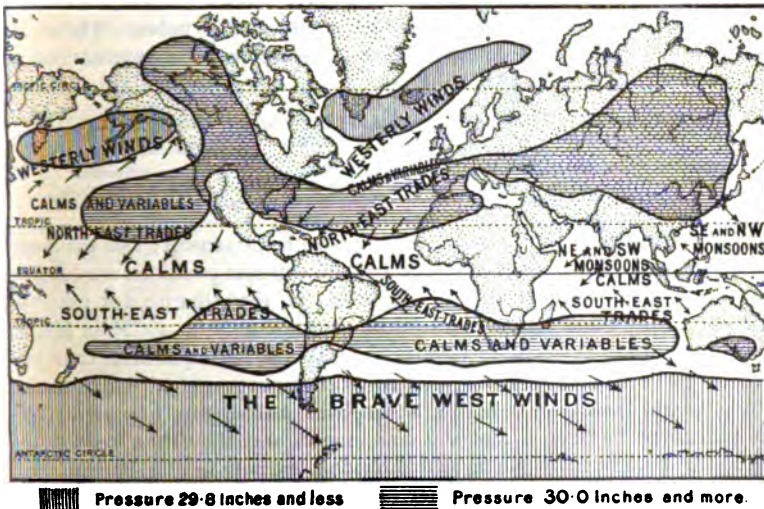 ARCTIC CIRCLE
WESTERLY WINDS
WESTERLY WINDS
CALMS & VARIABLES
CALMS AND VARIABLES
NORTH-EAST TRADES
TROPIC
NORTH-EAST TRADES
SE AND NW
MONSOONS
NE AND SW
MONSOONS
EQUATOR
CALMS
CALMS
CALMS
SOUTH-EAST TRADES
SOUTH-EAST TRADES
SOUTH-EAST
TRADES
TROPIC
CALMS AND VARIABLES
CALMS AND VARIABLES
THE BRAVE WEST WINDS
ANTARCTIC CIRCLE
Pressure 29·8 Inches and less
Pressure 30·0 Inches and more.